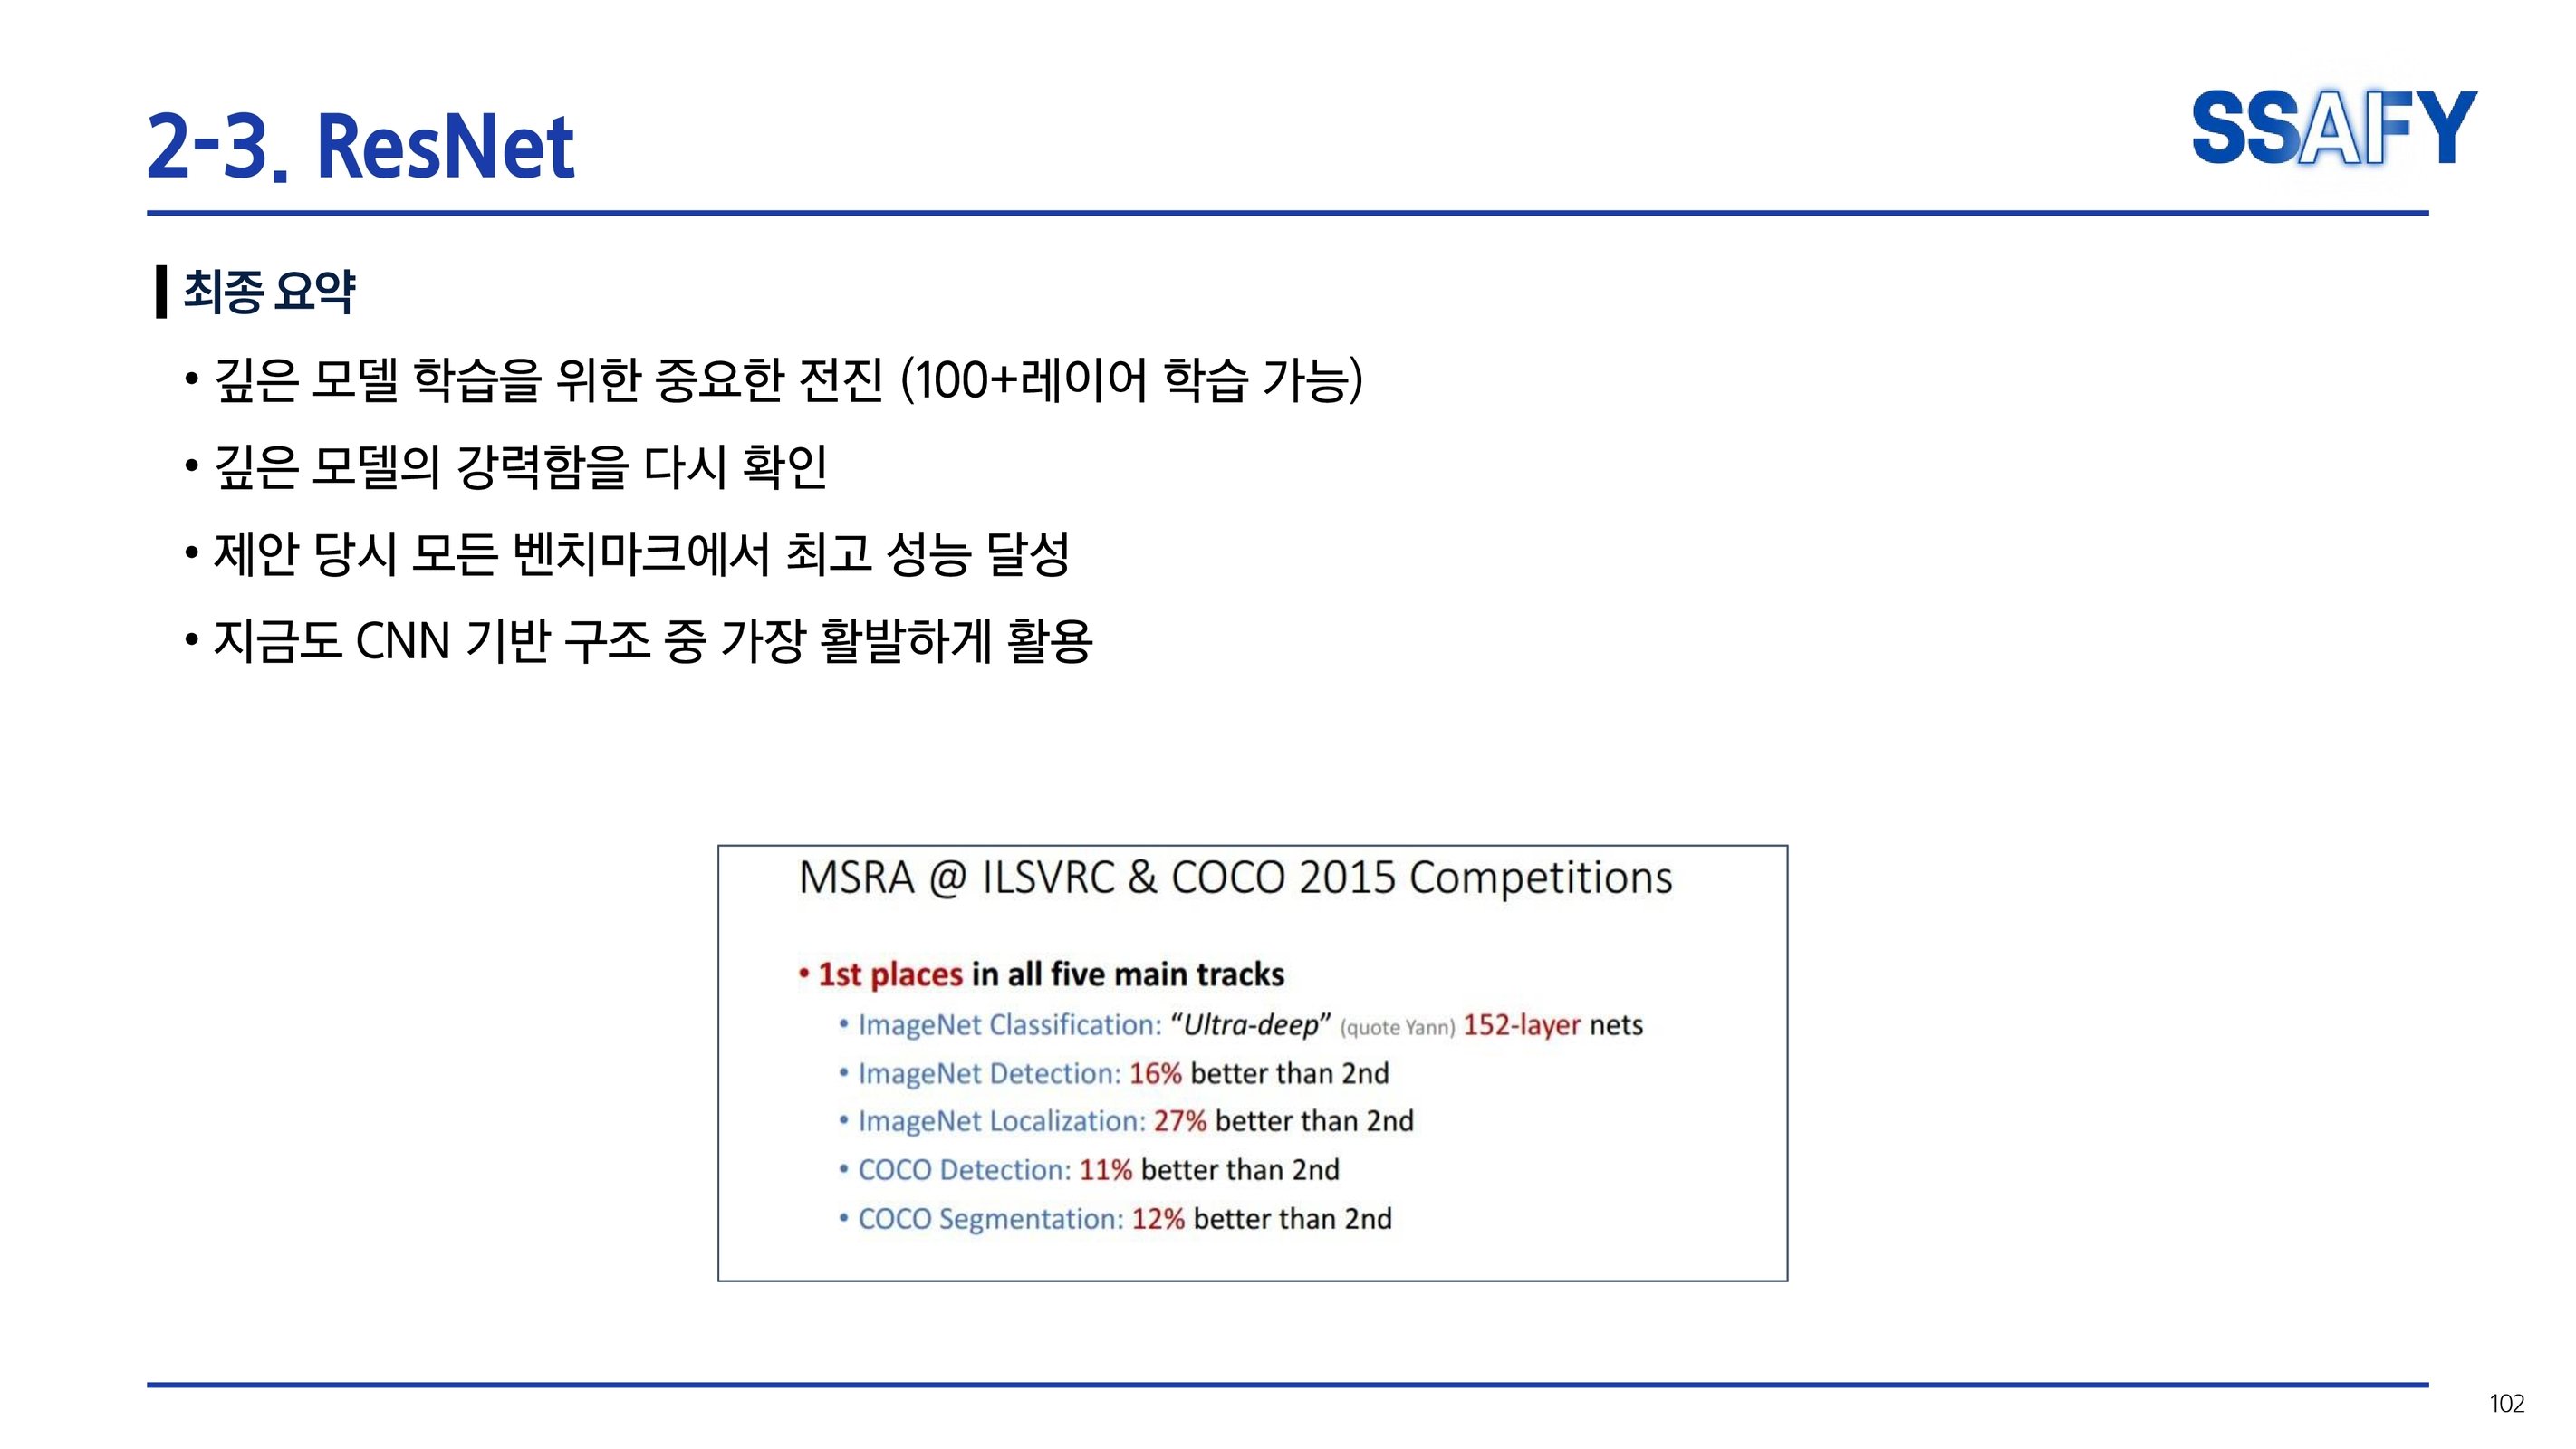 2-3. ResNet
SSAFY
최종 요약
• 깊은 모델 학습을 위한 중요한 전진 (100+레이어 학습 가능)
• 깊은 모델의 강력함을 다시 확인
• 제안 당시 모든 벤치마크에서 최고 성능 달성
• 지금도 CNN 기반 구조 중 가장 활발하게 활용
MSRA @ ILSVRC & COCO 2015 Competitions
• 1st places in all five main tracks
• ImageNet Classification: “Ultra-deep” (quote Yann) 152-layer nets
• ImageNet Detection: 16% better than 2nd
• ImageNet Localization: 27% better than 2nd
• COCO Detection: 11% better than 2nd
• COCO Segmentation: 12% better than 2nd
102